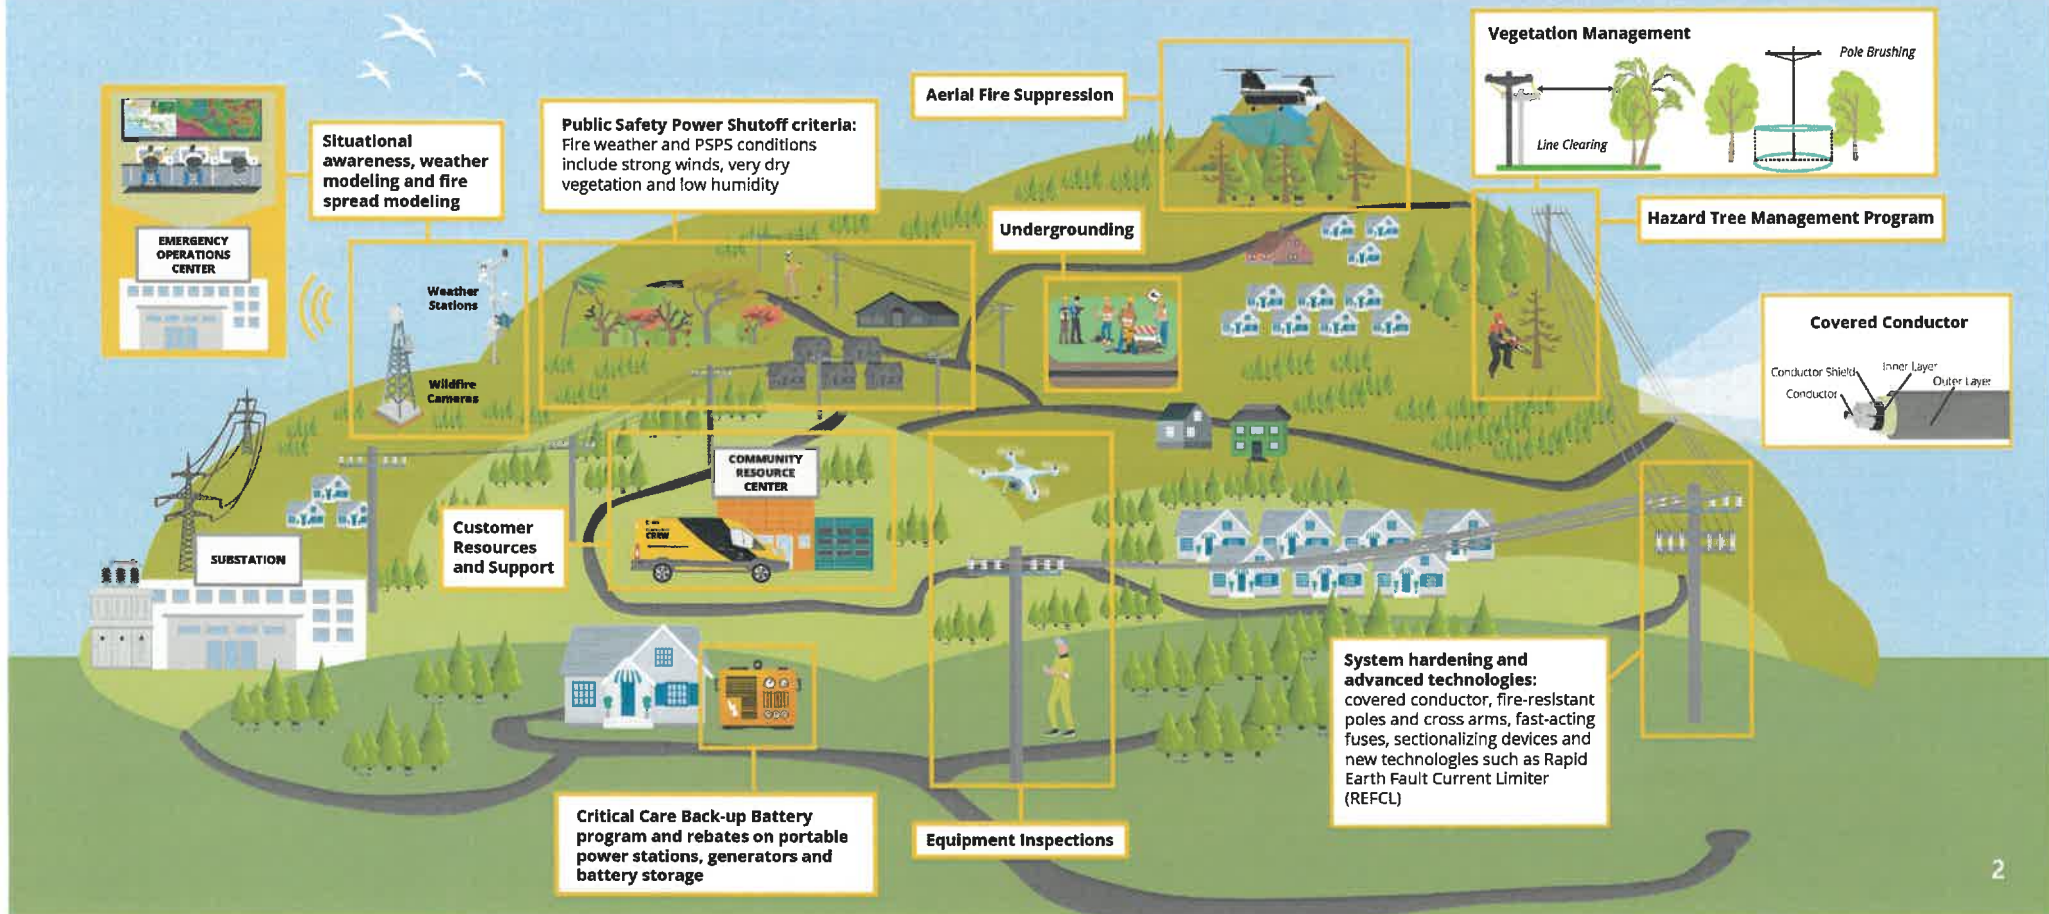 Vegetation Management
Pole Brushing
Line Clearing
Aerial Fire Suppression
Public Safety Power Shutoff criteria:
Fire weather and PSPS conditions
include strong winds, very dry
vegetation and low humidity
Situational
awareness, weather
modeling and fire
spread modeling
Hazard Tree Management Program
Undergrounding
EMERGENCY
OPERATIONS
CENTER
Weather
Stations
Wildfire
Cameras
Covered Conductor
Conductor Shield
Inner Layer
Outer Layer
Conductor
COMMUNITY
RESOURCE
CENTER
CREW
Customer
Resources
and Support
SUBSTATION
System hardening and
advanced technologies:
covered conductor, fire-resistant
poles and cross arms, fast-acting
fuses, sectionalizing devices and
new technologies such as Rapid
Earth Fault Current Limiter
(REFCL)
Critical Care Back-up Battery
program and rebates on portable
power stations, generators and
battery storage
Equipment Inspections
2